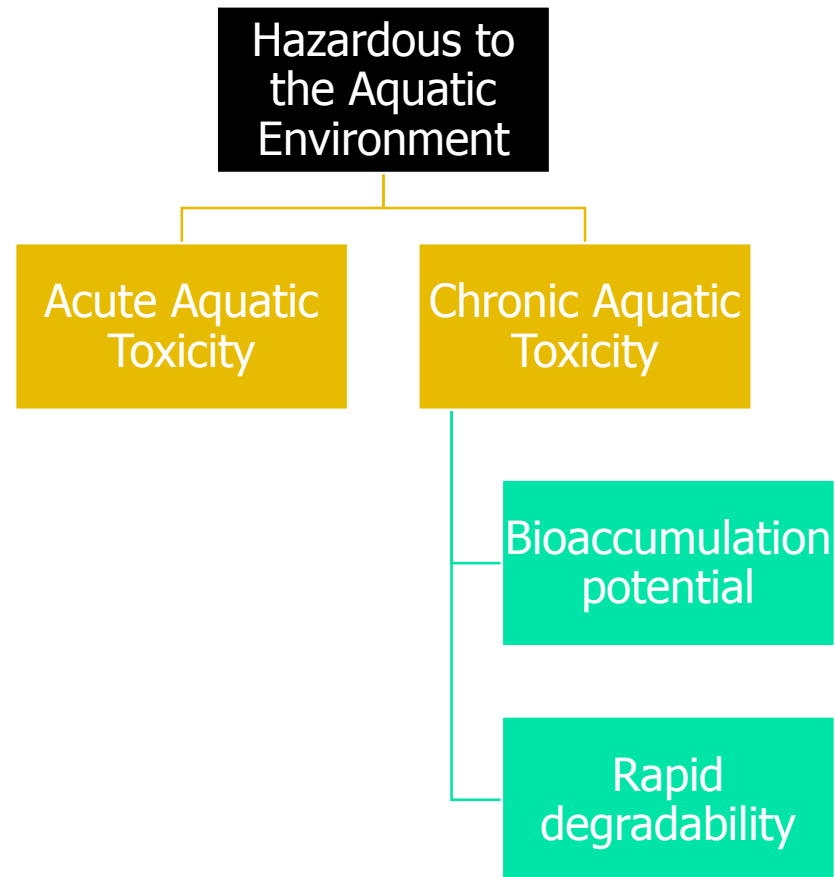 Hazardous to
the Aquatic
Environment
Acute Aquatic
Toxicity
Chronic Aquatic
Toxicity
Bioaccumulation
potential
Rapid
degradability